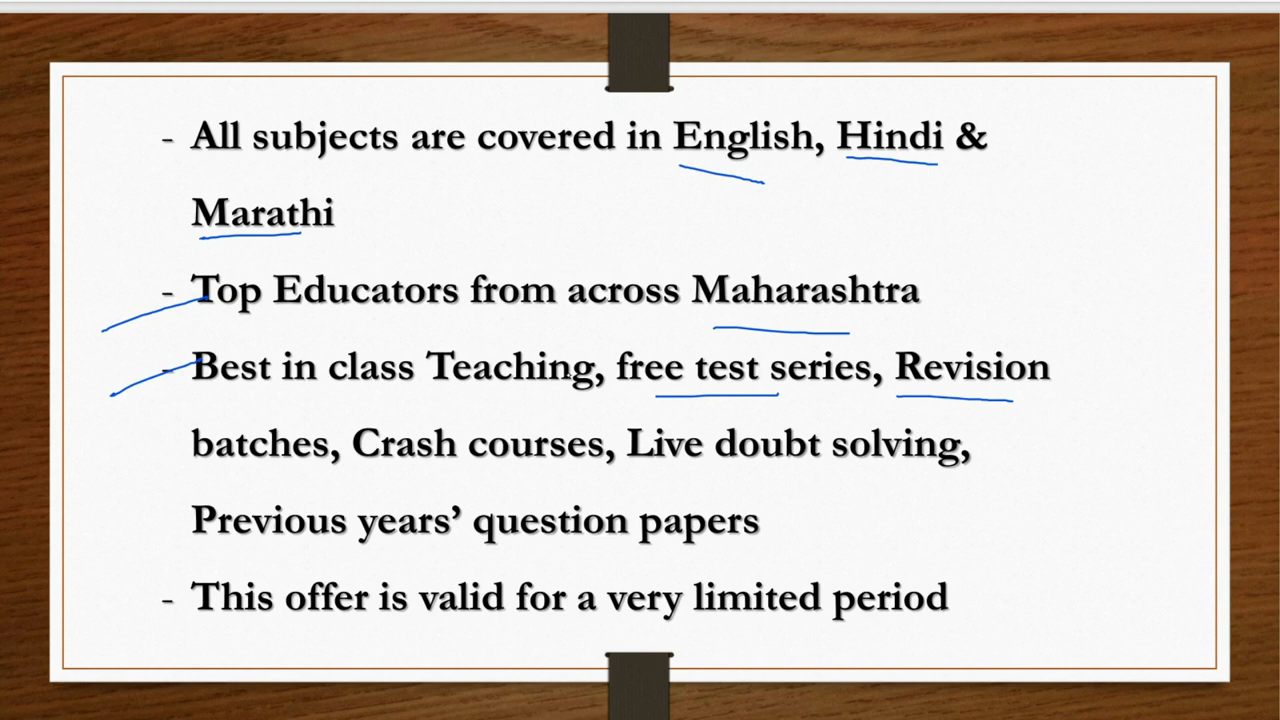 - All subjects are covered in English, Hindi &
Marathi
- Top Educators from across Maharashtra
- Best in class Teaching, free test series, Revision
batches, Crash courses, Live doubt solving,
Previous years’ question papers
- This offer is valid for a very limited period